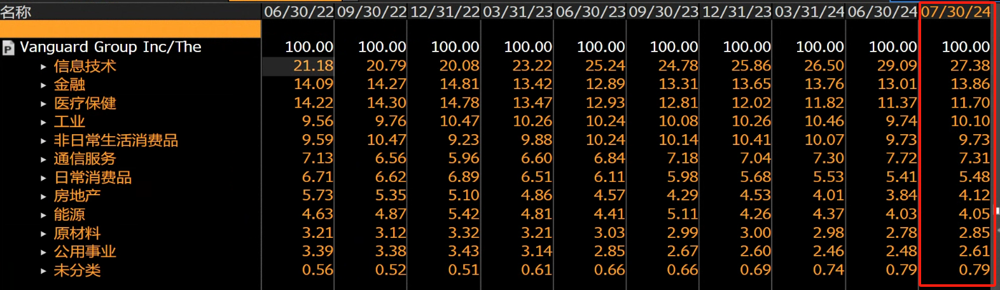 名称 06/30/22 09/30/22 12/31/22 03/31/23 06/30/23 09/30/23 12/31/23 03/31/24 06/30/24 07/30/24
P Vanguard Group Inc/The 100.00 100.00 100.00 100.00 100.00 100.00 100.00 100.00 100.00 100.00
信息技术 21.18 20.79 20.08 23.22 25.24 24.78 25.86 26.50 29.09 27.38
金融 14.09 14.27 14.81 13.42 12.89 13.31 13.65 13.76 13.01 13.86
医疗保健 14.22 14.30 14.78 13.47 12.93 12.81 12.02 11.82 11.37 11.70
工业 9.56 9.76 10.47 10.26 10.24 10.08 10.26 10.46 9.74 10.10
非日常生活消费品 9.59 10.47 9.23 9.88 10.24 10.14 10.41 10.07 9.73 9.73
通信服务 7.13 6.56 5.96 6.60 6.84 7.18 7.04 7.30 7.72 7.31
日常消费品 6.71 6.62 6.89 6.51 6.11 5.98 5.68 5.53 5.41 5.48
房地产 5.73 5.35 5.10 4.86 4.57 4.29 4.53 4.01 3.84 4.12
能源 4.63 4.87 5.42 4.81 4.41 5.11 4.26 4.37 4.03 4.05
原材料 3.21 3.12 3.32 3.21 3.03 2.99 3.00 2.98 2.78 2.85
公用事业 3.39 3.38 3.43 3.14 2.85 2.67 2.60 2.46 2.48 2.61
未分类 0.56 0.52 0.51 0.61 0.66 0.66 0.69 0.74 0.79 0.79